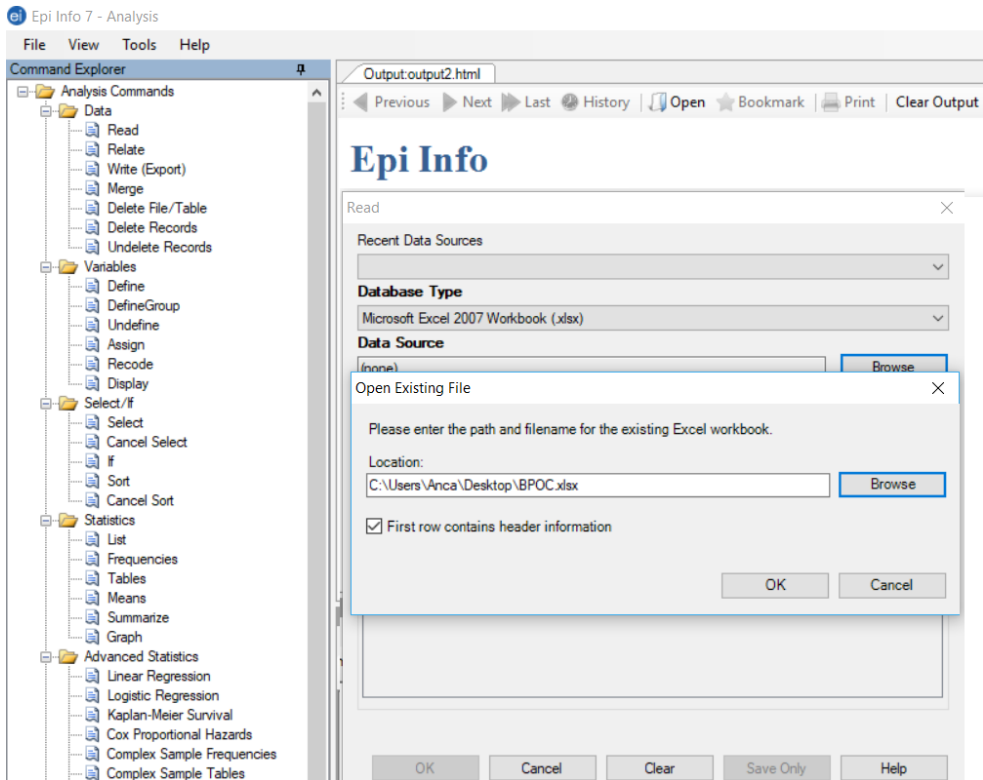 Epi Info 7 - Analysis
File View Tools Help
Command Explorer
Analysis Commands
Data
Read
Relate
Write (Export)
Merge
Delete File/Table
Delete Records
Undelete Records
Variables
Define
DefineGroup
Undefine
Assign
Recode
Display
Select/If
Select
Cancel Select
If
Sort
Cancel Sort
Statistics
List
Frequencies
Tables
Means
Summarize
Graph
Advanced Statistics
Linear Regression
Logistic Regression
Kaplan-Meier Survival
Cox Proportional Hazards
Complex Sample Frequencies
Complex Sample Tables
Output:output2.html
Previous Next Last History Open Bookmark Print Clear Output
Epi Info
Read
Recent Data Sources
Database Type
Microsoft Excel 2007 Workbook (.xlsx)
Data Source
(none) Browse
Open Existing File
Please enter the path and filename for the existing Excel workbook.
Location:
C:\Users\Anca\Desktop\BPOC.xlsx Browse
First row contains header information
OK Cancel
OK Cancel Clear Save Only Help